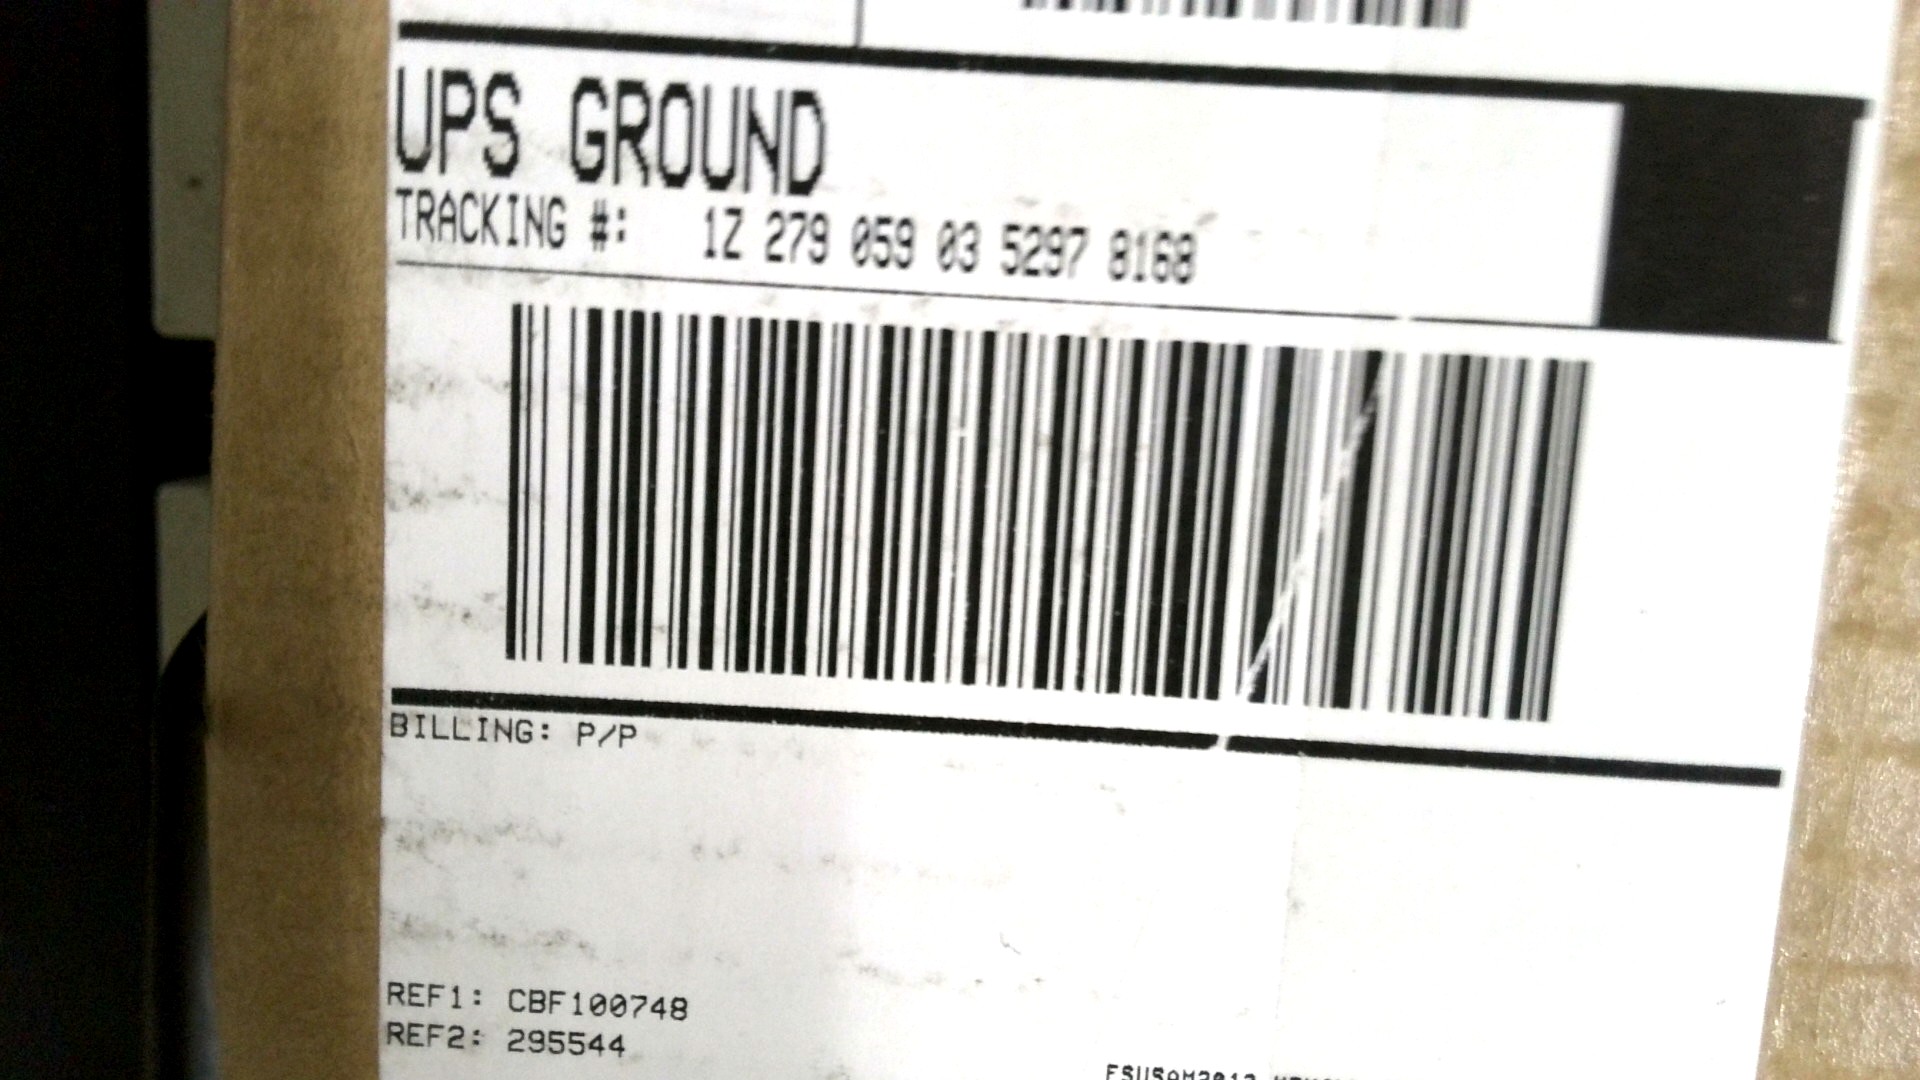 UPS GROUND
TRACKING #: 1Z 279 059 03 5297 8168
BILLING: P/P
REF1: CBF100748
REF2: 295544